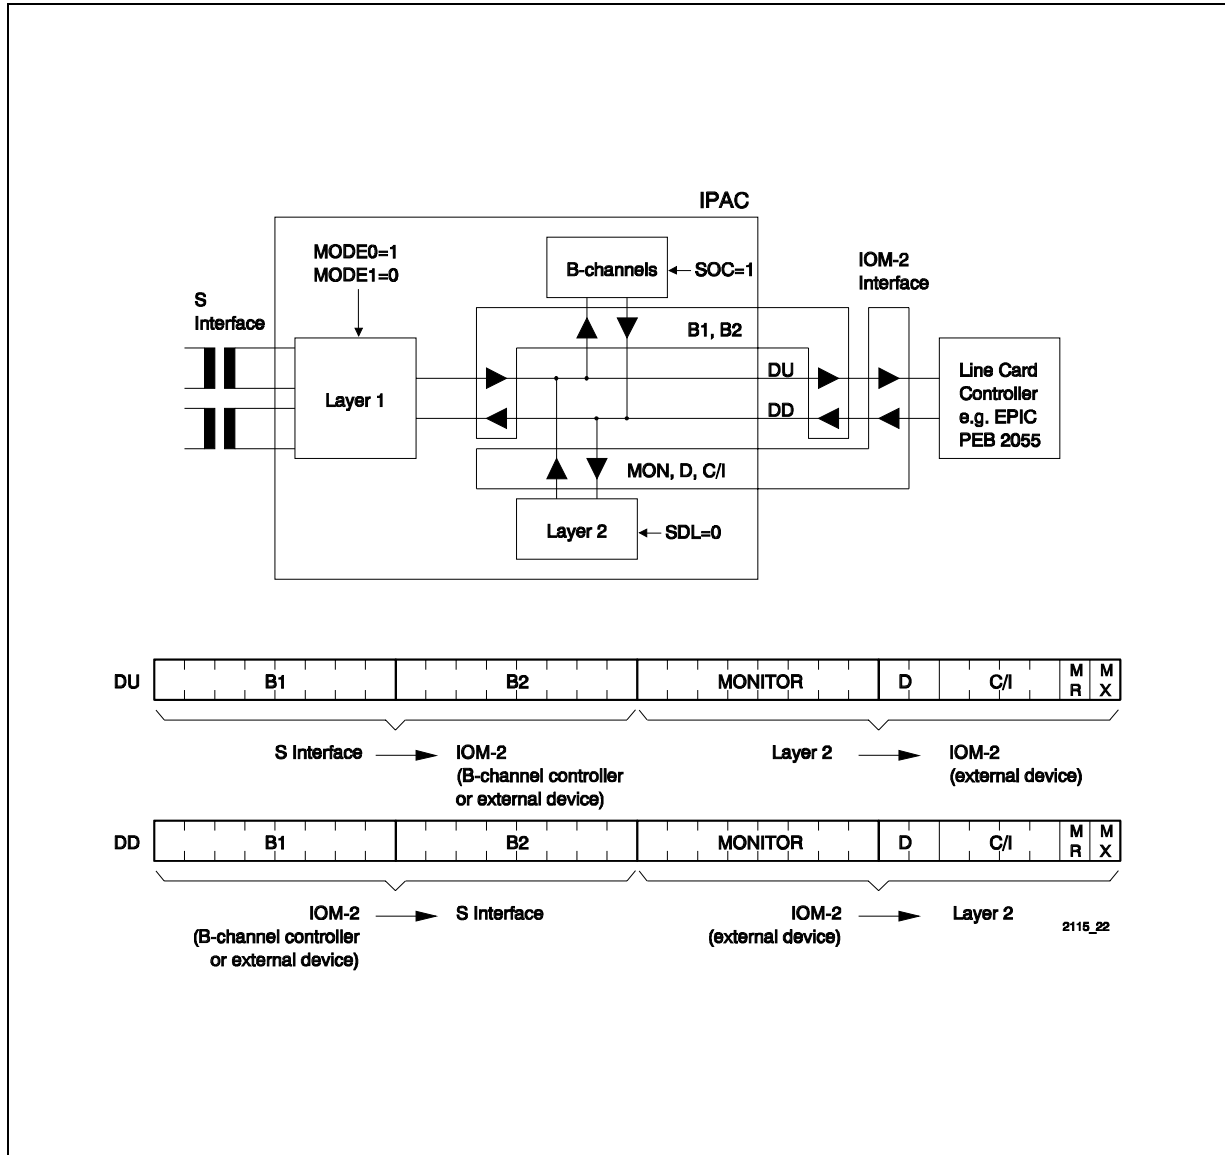 IPAC
MODE0=1
MODE1=0
B-channels
SOC=1
IOM-2
Interface
S
Interface
B1, B2
Layer 1
DU
DD
Line Card
Controller
e.g. EPIC
PEB 2055
MON, D, C/I
Layer 2
SDL=0
DU
B1
B2
MONITOR
D
C/I
M
R
M
X
S Interface
IOM-2
(B-channel controller
or external device)
Layer 2
IOM-2
(external device)
DD
B1
B2
MONITOR
D
C/I
M
R
M
X
IOM-2
(B-channel controller
or external device)
S Interface
IOM-2
(external device)
Layer 2
2115_22